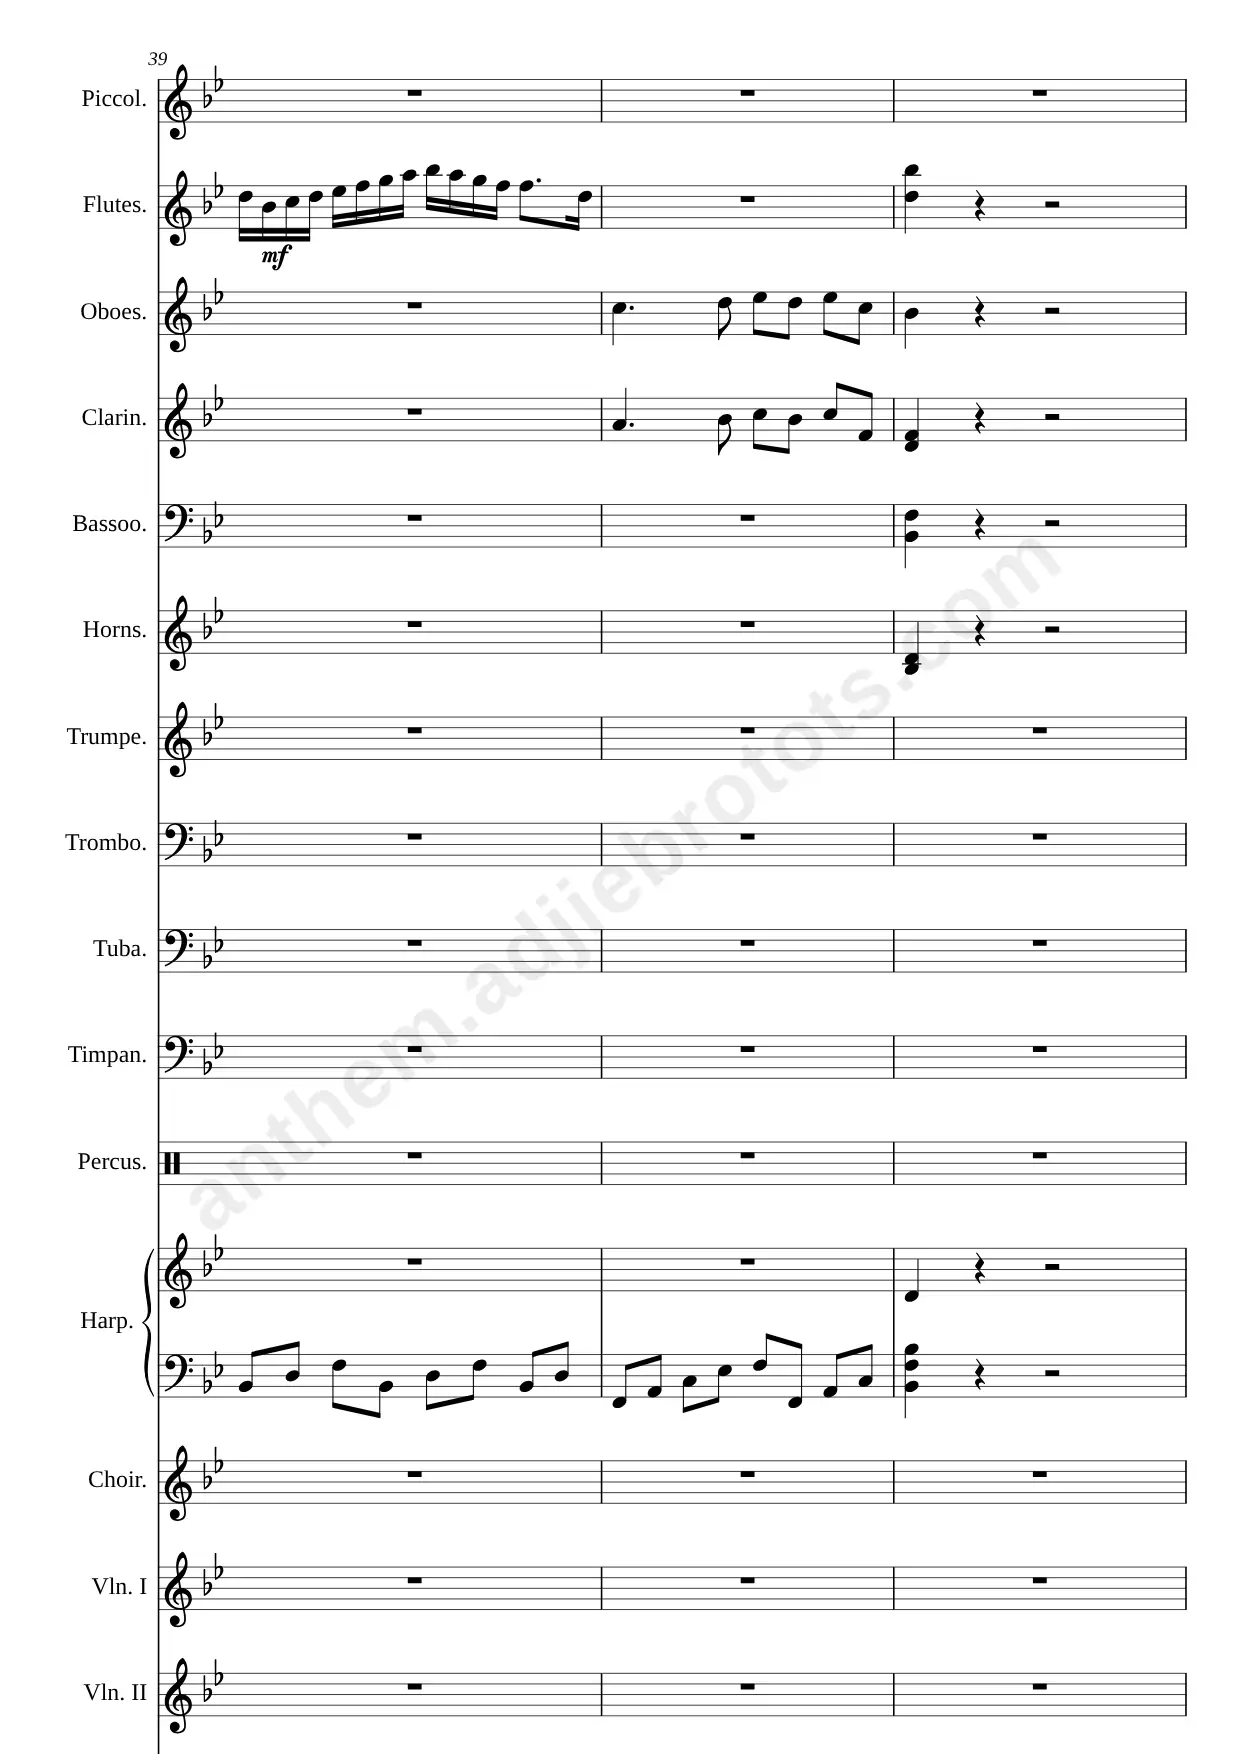 39
Piccol.
Flutes.
mf
Oboes.
Clarin.
Bassoo.
Horns.
Trumpe.
Trombo.
Tuba.
Timpan.
Percus.
Harp.
Choir.
Vln. I
Vln. II
anthem.adjiebrotots.com